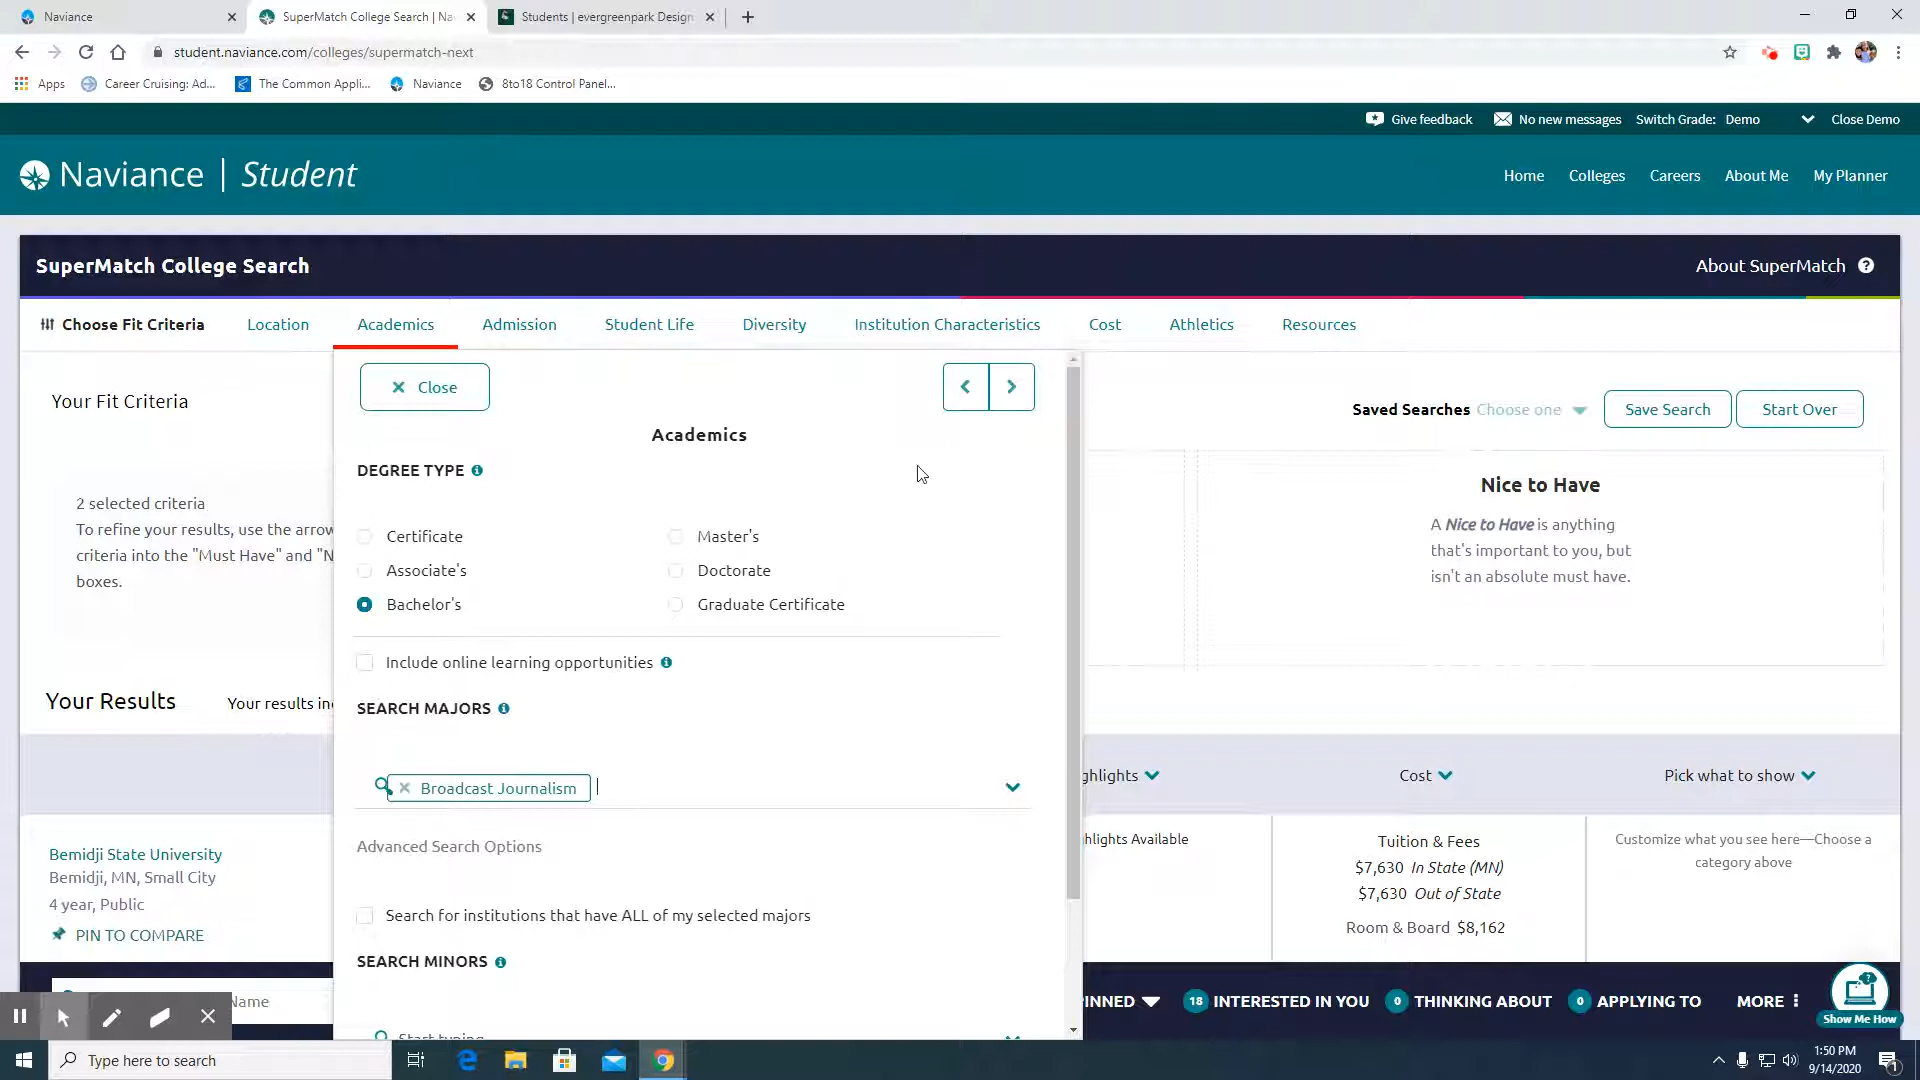 Naviance
SuperMatch College Search | Na
Students | evergreenpark Design
student.naviance.com/colleges/supermatch-next
Apps
Career Cruising: Ad...
The Common Appli...
Naviance
8to18 Control Panel...
Give feedback
No new messages
Switch Grade: Demo
Close Demo
Naviance | Student
Home
Colleges
Careers
About Me
My Planner
SuperMatch College Search
About SuperMatch
Choose Fit Criteria
Location
Academics
Admission
Student Life
Diversity
Institution Characteristics
Cost
Athletics
Resources
Your Fit Criteria
Close
Saved Searches Choose one
Save Search
Start Over
Academics
DEGREE TYPE
2 selected criteria
To refine your results, use the arrow
criteria into the "Must Have" and "N
boxes.
Nice to Have
A Nice to Have is anything
that's important to you, but
isn't an absolute must have.
Certificate
Master's
Associate's
Doctorate
Bachelor's
Graduate Certificate
Include online learning opportunities
Your Results
Your results in
SEARCH MAJORS
Broadcast Journalism
ghlights
Cost
Pick what to show
Advanced Search Options
Bemidji State University
Bemidji, MN, Small City
4 year, Public
PIN TO COMPARE
hlights Available
Tuition & Fees
$7,630 In State (MN)
$7,630 Out of State
Room & Board $8,162
Customize what you see here—Choose a
category above
Search for institutions that have ALL of my selected majors
SEARCH MINORS
Start typing
Name
INNED
18 INTERESTED IN YOU
0 THINKING ABOUT
0 APPLYING TO
MORE
Show Me How
Type here to search
1:50 PM
9/14/2020
1